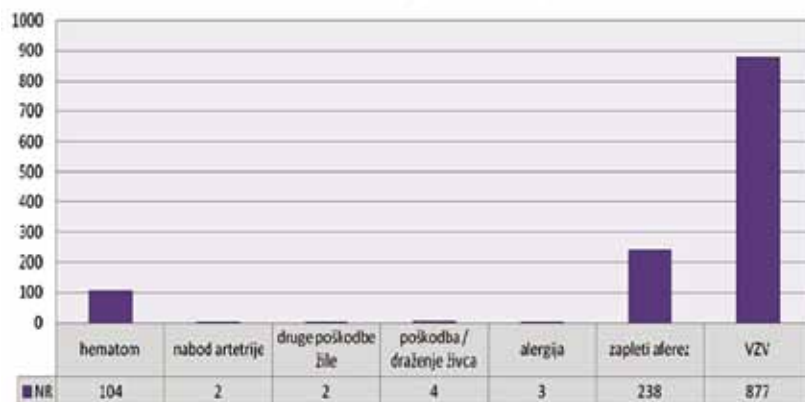 1000
900
800
700
600
500
400
300
200
100
0
hematom
nabod artetrije
druge poškodbe
žile
poškodba /
draženje živca
alergija
zapleti aferez
VZV
NR 104 2 2 4 3 238 877